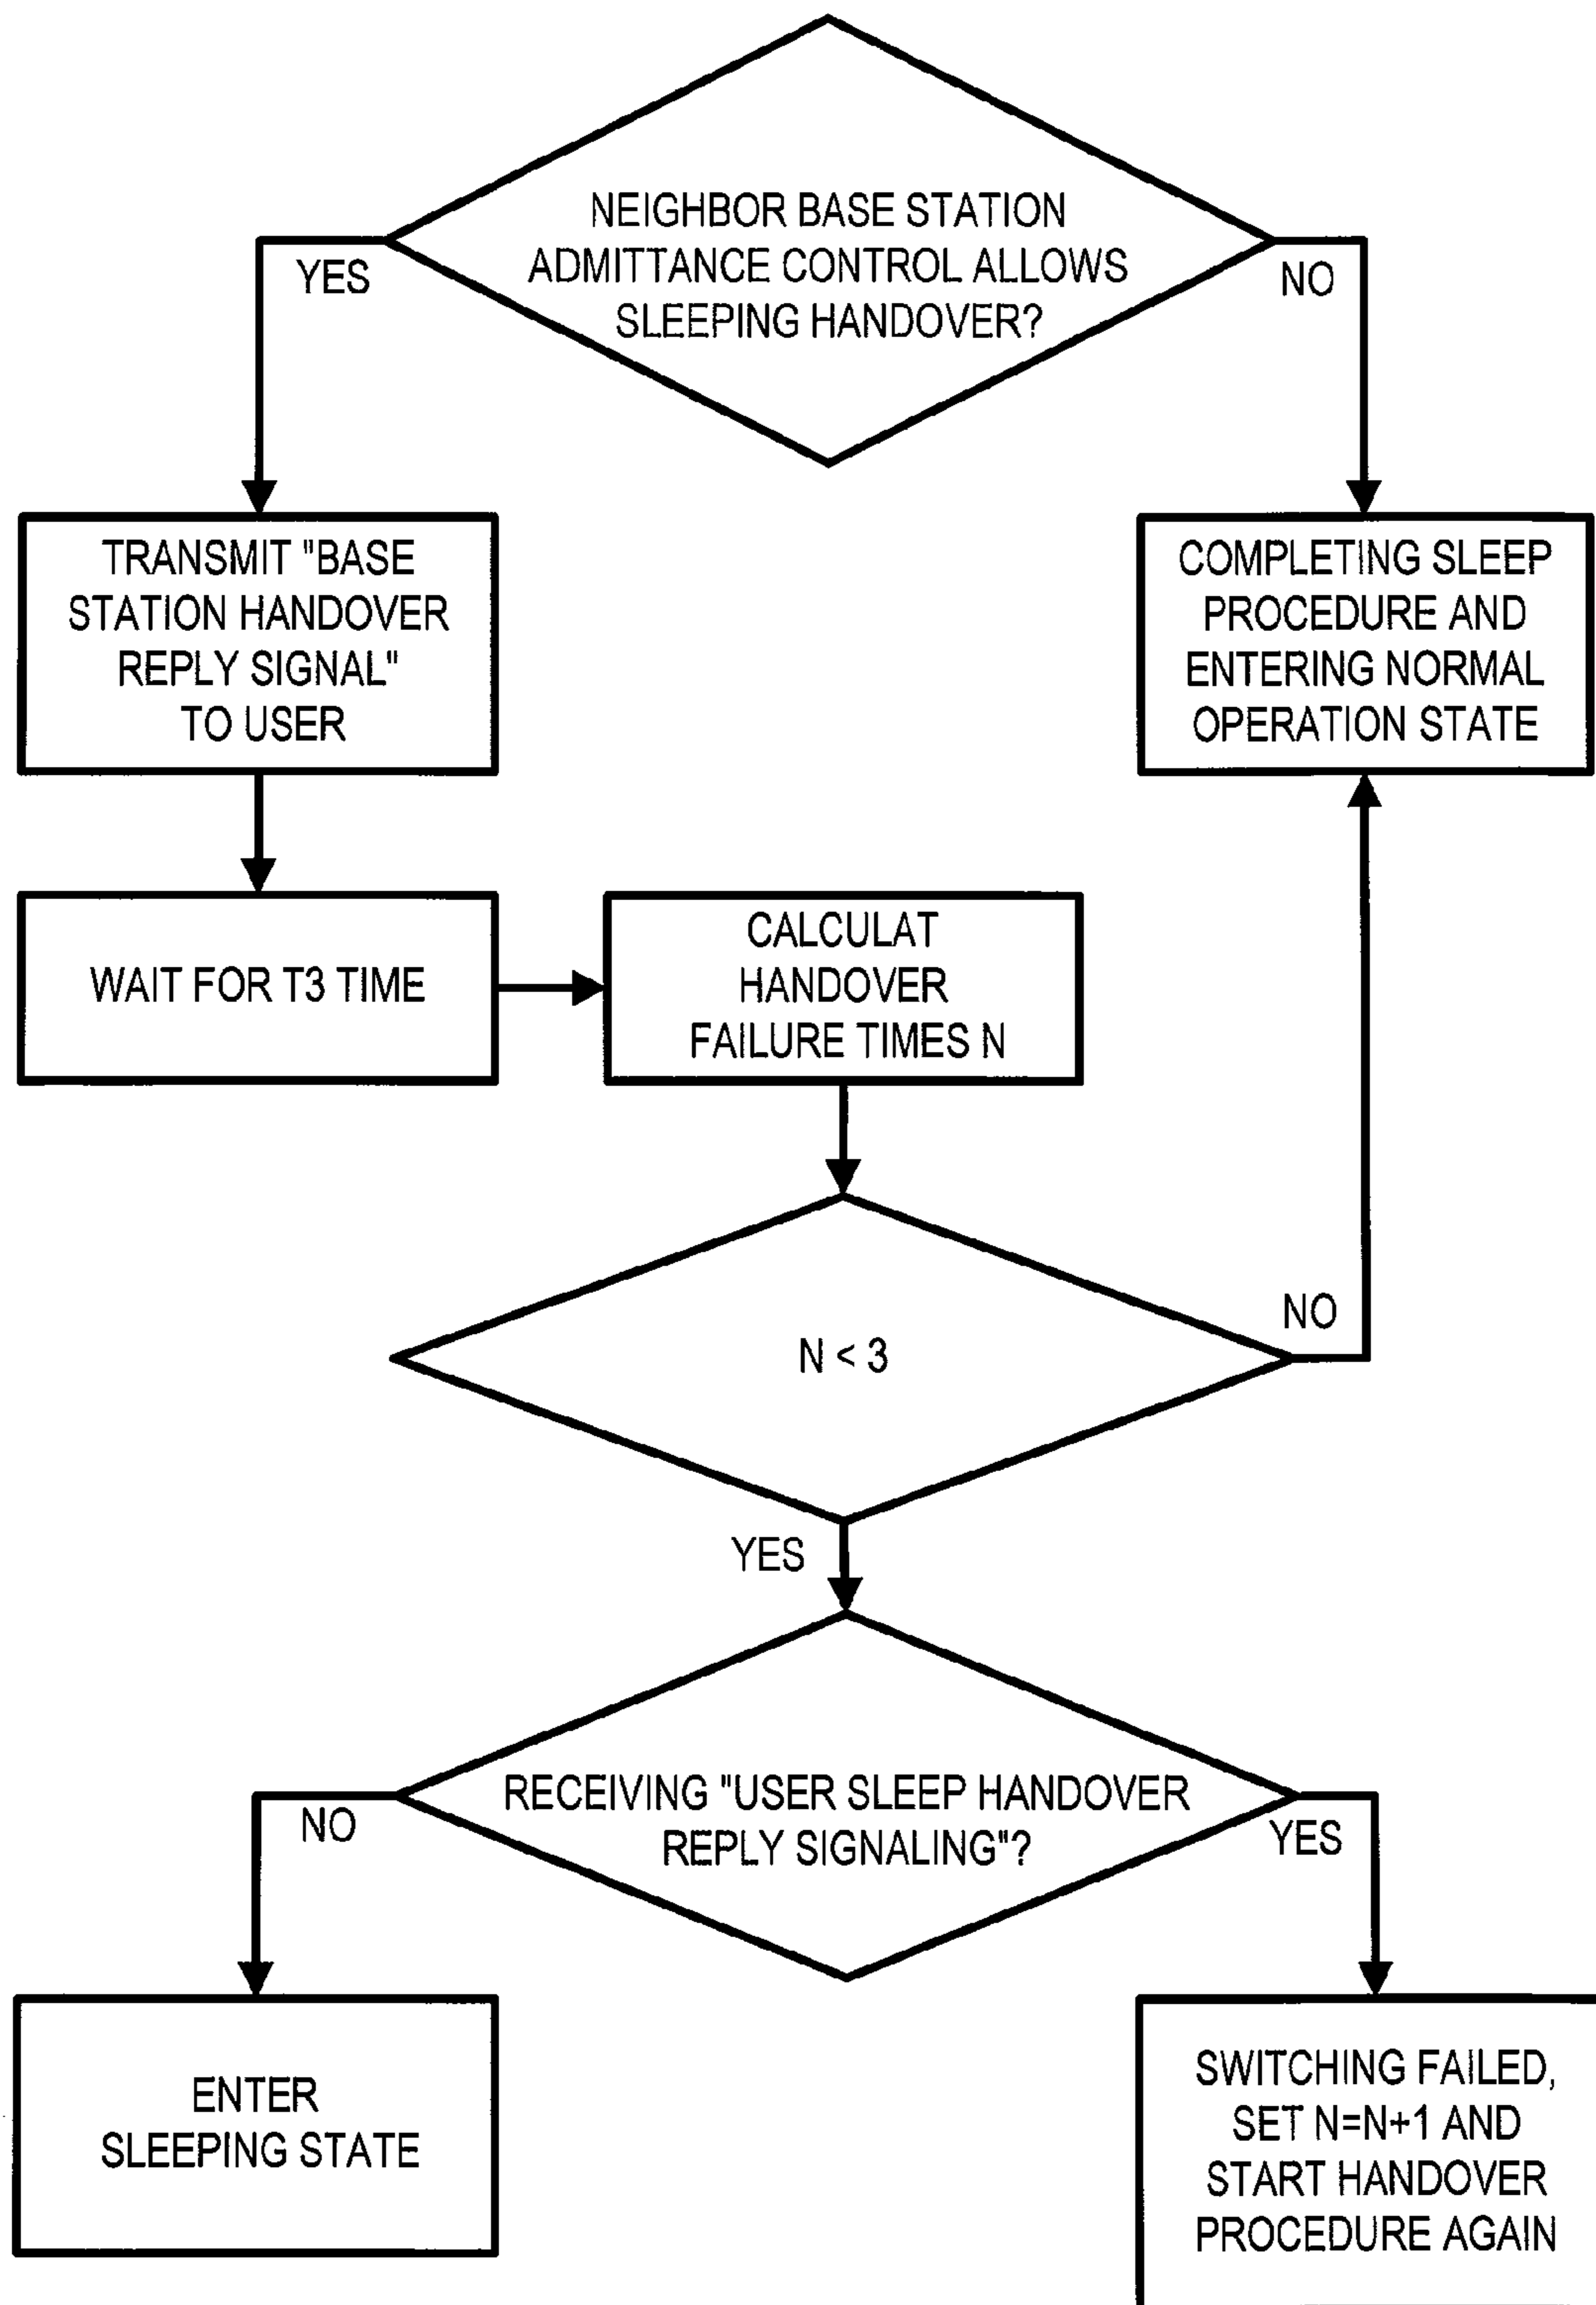 NEIGHBOR BASE STATION
ADMITTANCE CONTROL ALLOWS
SLEEPING HANDOVER?
YES
NO
TRANSMIT "BASE
STATION HANDOVER
REPLY SIGNAL"
TO USER
COMPLETING SLEEP
PROCEDURE AND
ENTERING NORMAL
OPERATION STATE
WAIT FOR T3 TIME
CALCULAT
HANDOVER
FAILURE TIMES N
N < 3
NO
YES
RECEIVING "USER SLEEP HANDOVER
REPLY SIGNALING"?
NO
YES
ENTER
SLEEPING STATE
SWITCHING FAILED,
SET N=N+1 AND
START HANDOVER
PROCEDURE AGAIN